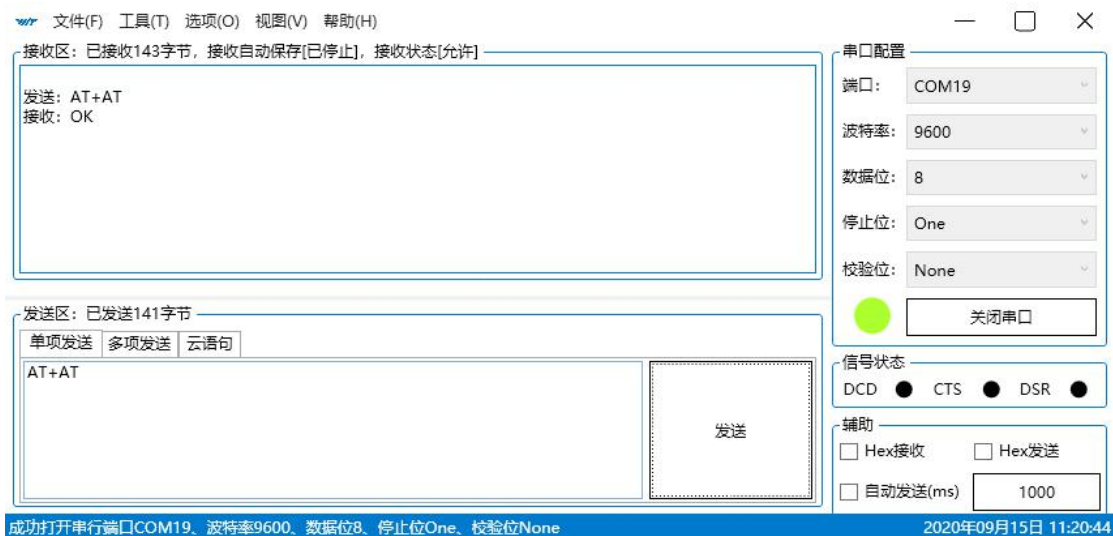 文件(F) 工具(T) 选项(O) 视图(V) 帮助(H)
接收区：已接收143字节，接收自动保存[已停止]，接收状态[允许]
发送：AT+AT
接收：OK
发送区：已发送141字节
单项发送 多项发送 云语句
AT+AT
发送
串口配置
端口： COM19
波特率： 9600
数据位： 8
停止位： One
校验位： None
关闭串口
信号状态
DCD CTS DSR
辅助
Hex接收 Hex发送
自动发送(ms) 1000
成功打开串行端口COM19、波特率9600、数据位8、停止位One、校验位None 2020年09月15日 11:20:44